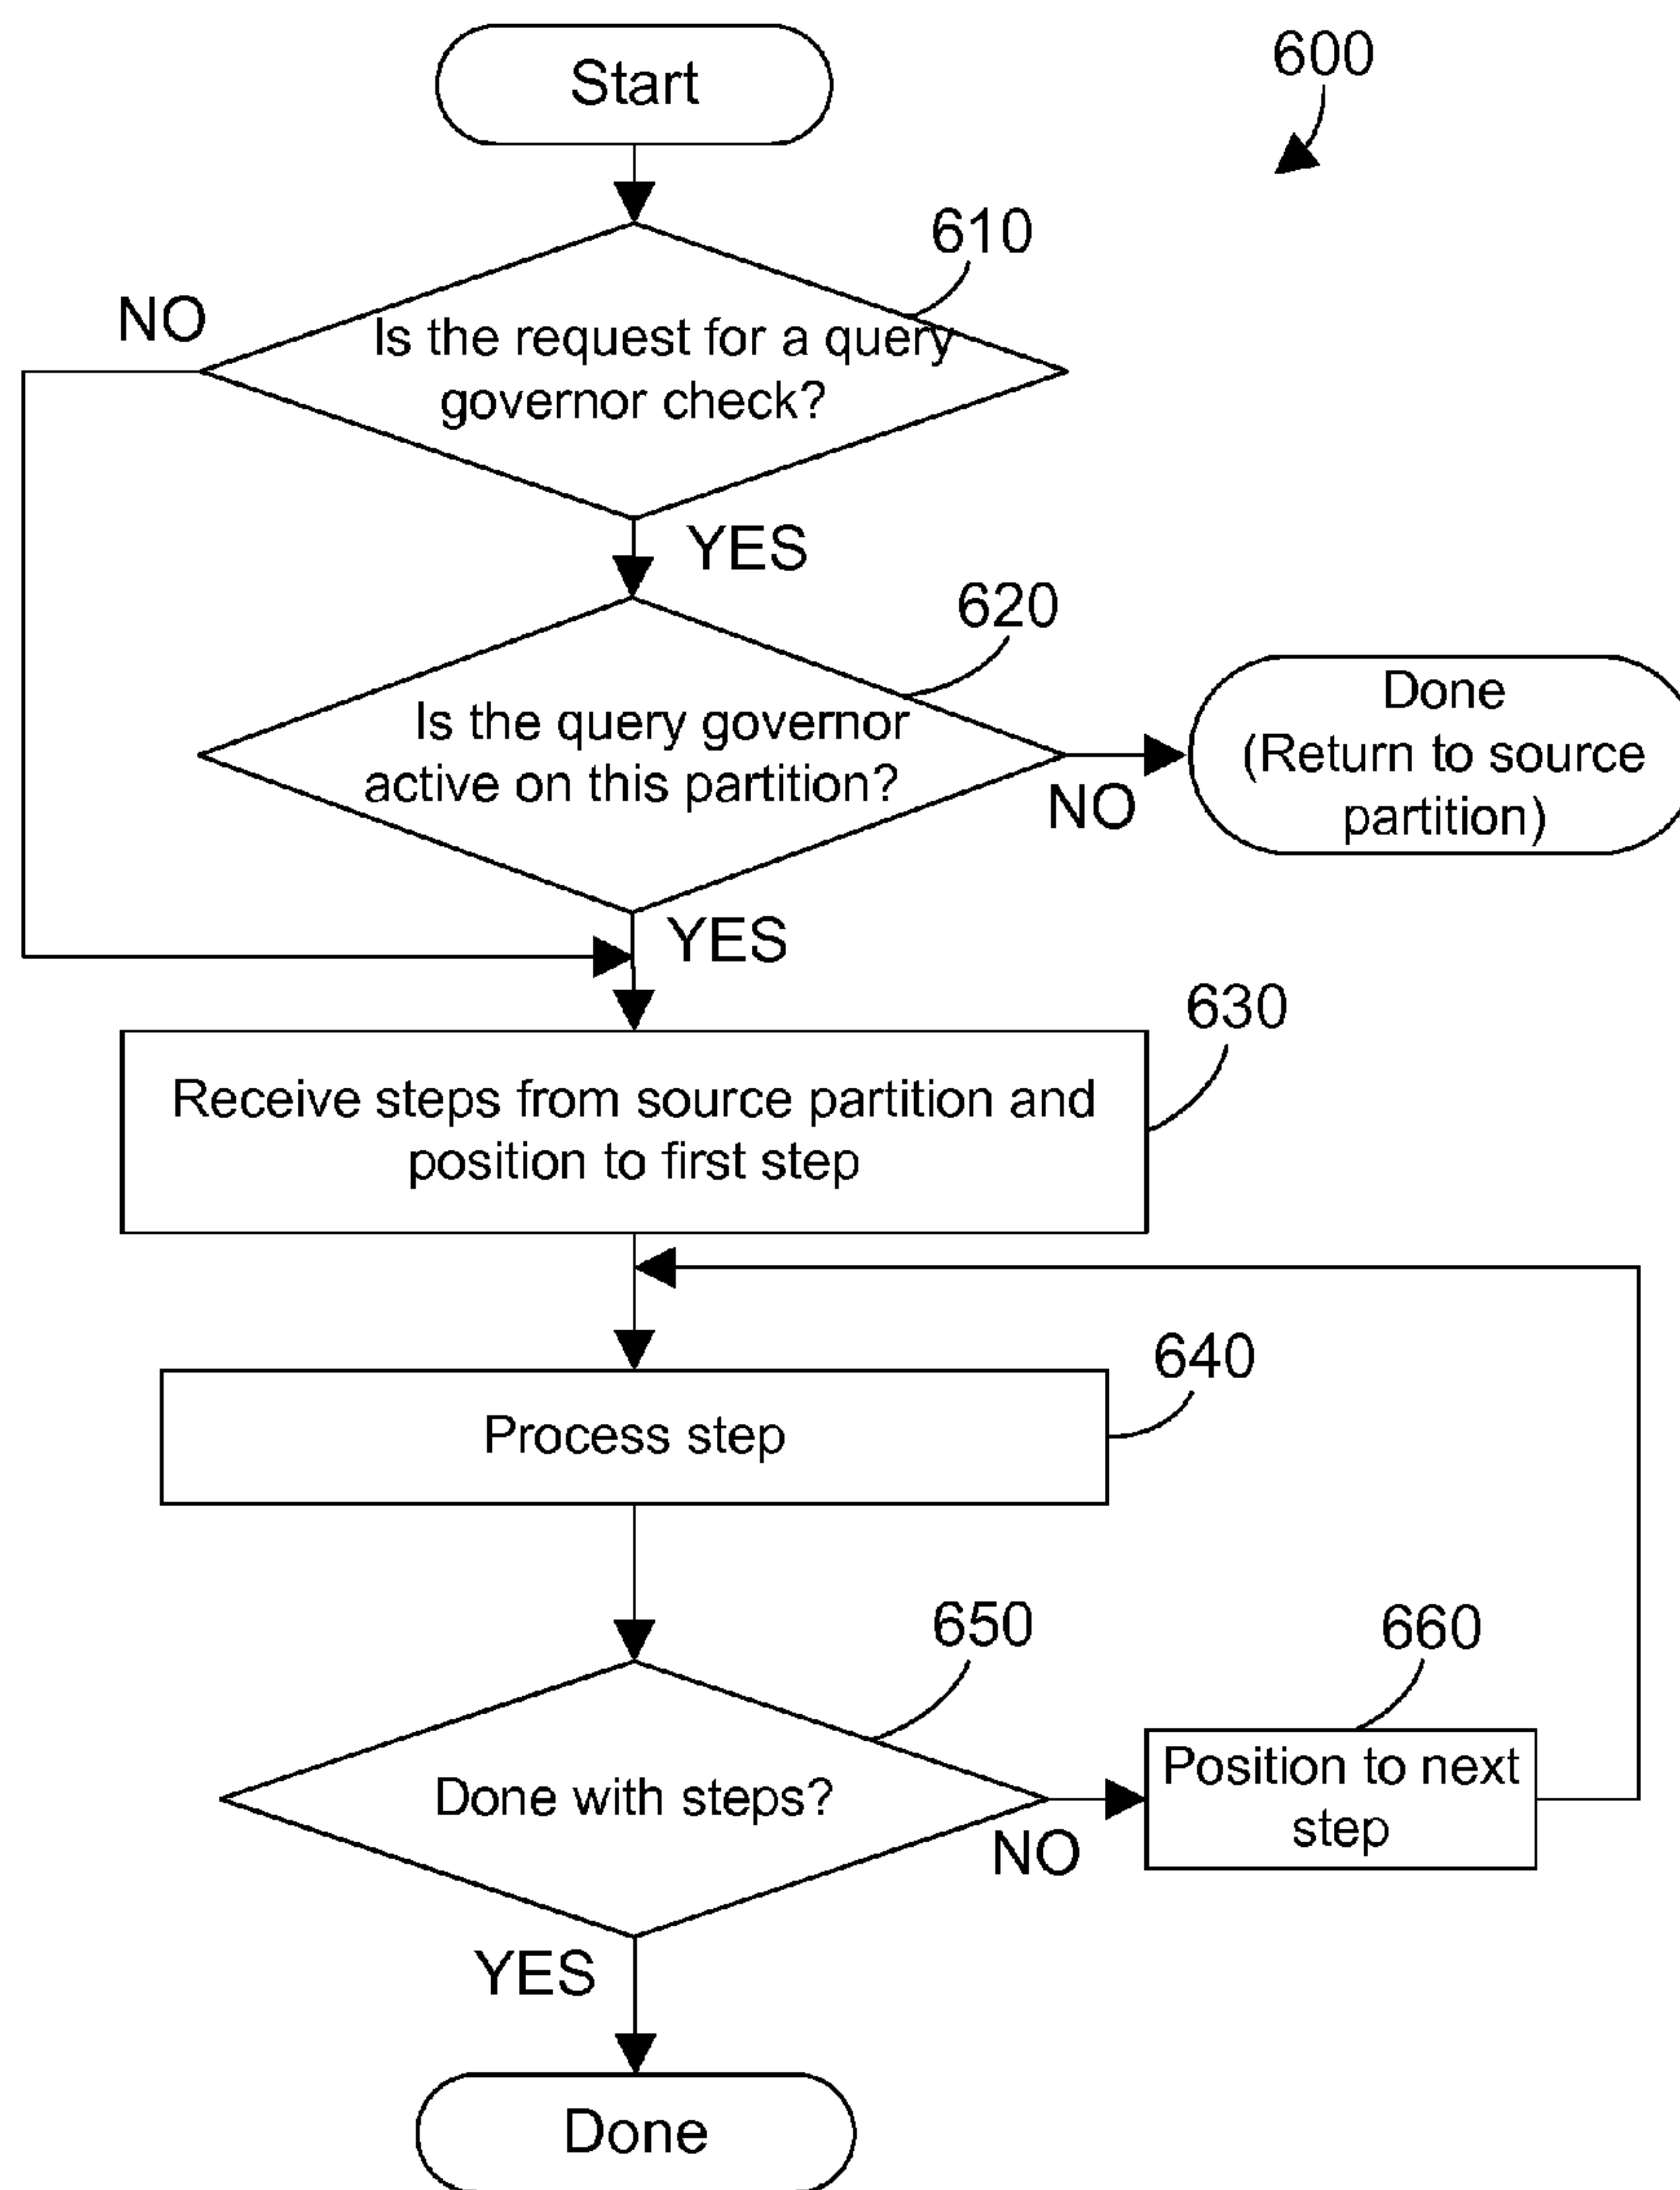 Start
600
610
NO
Is the request for a query
governor check?
YES
620
Is the query governor
active on this partition?
NO
Done
(Return to source
partition)
YES
630
Receive steps from source partition and
position to first step
640
Process step
650
660
Done with steps?
Position to next
step
NO
YES
Done